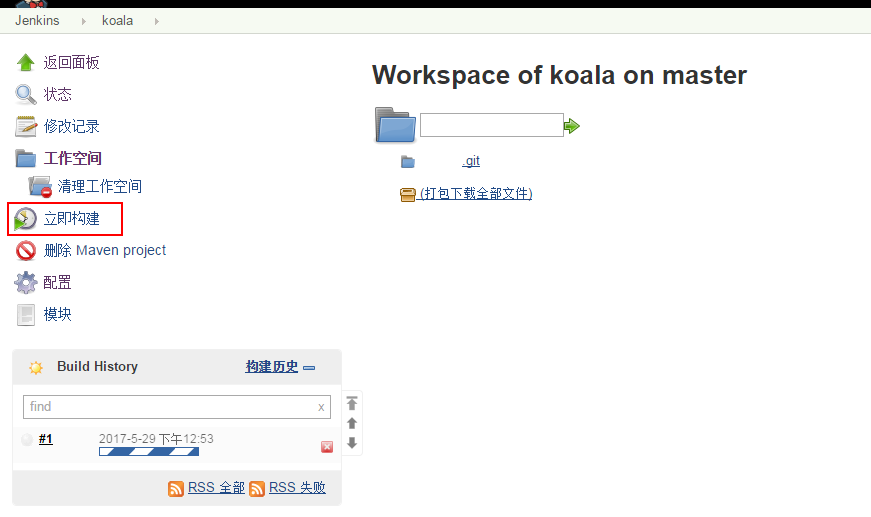 Jenkins koala
返回面板
状态
修改记录
工作空间
清理工作空间
立即构建
删除 Maven project
配置
模块
Build History 构建历史
find x
#1 2017-5-29 下午12:53
RSS 全部 RSS 失败
Workspace of koala on master
.git
(打包下载全部文件)